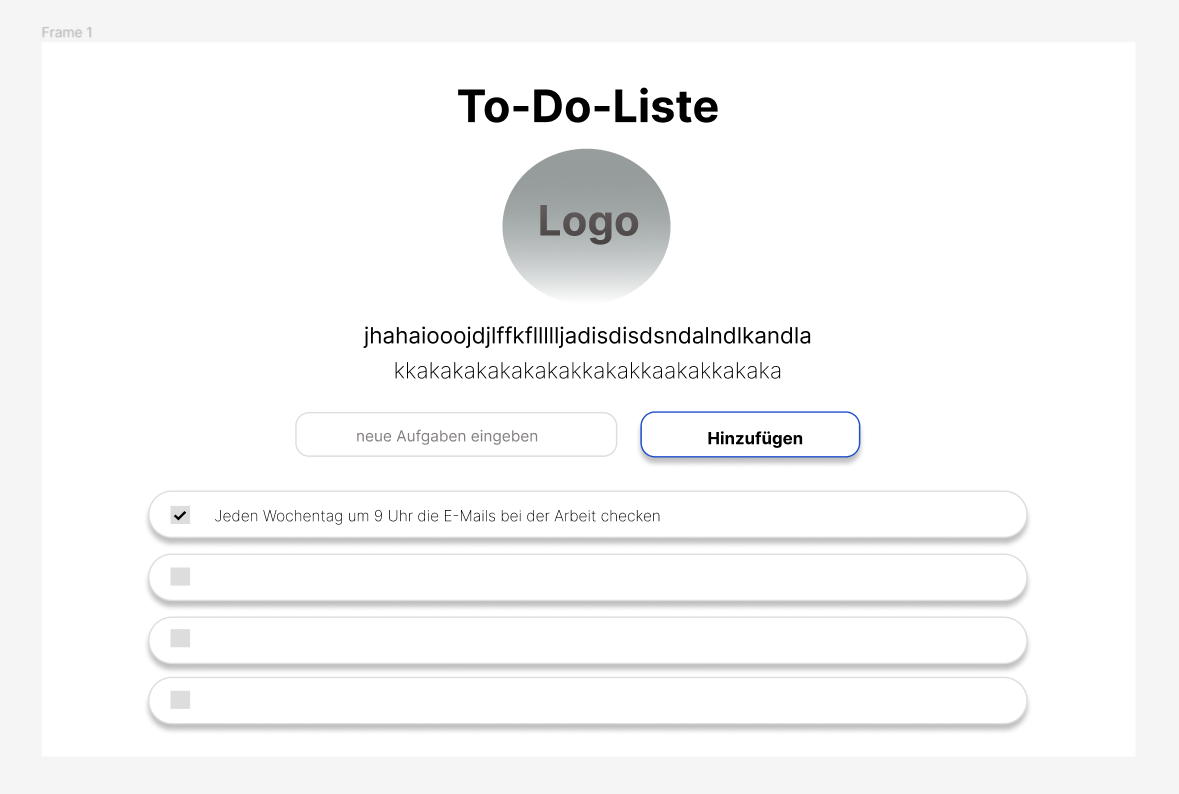 Frame 1
To-Do-Liste
Logo
jhahaiooojdjlffkfllllljadisdisdsndalndlkandla
kkakakakakakakakkakakkaakakkakaka
neue Aufgaben eingeben
Hinzufügen
Jeden Wochentag um 9 Uhr die E-Mails bei der Arbeit checken